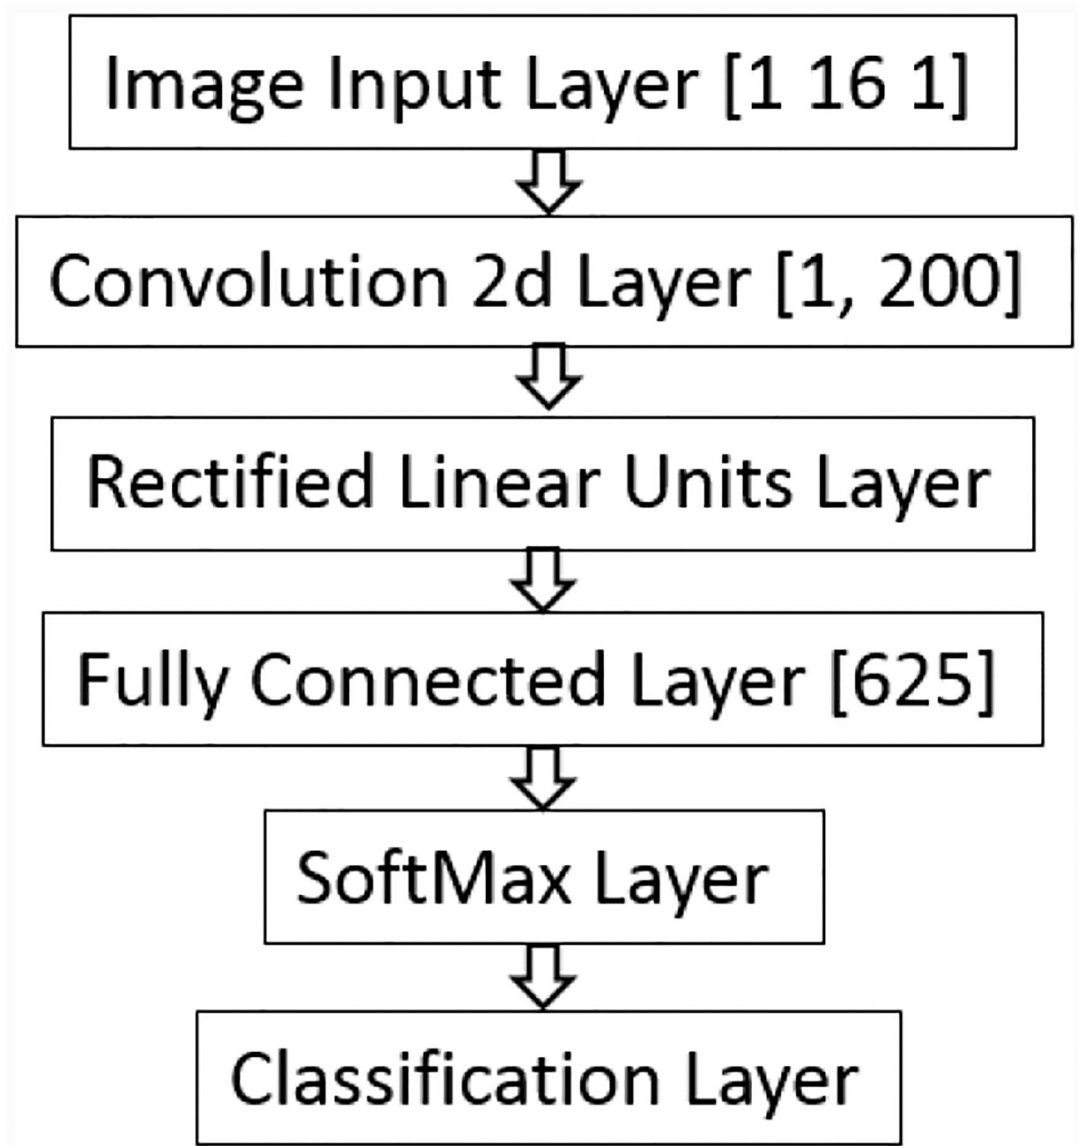 Image Input Layer [1 16 1]
Convolution 2d Layer [1, 200]
Rectified Linear Units Layer
Fully Connected Layer [625]
SoftMax Layer
Classification Layer